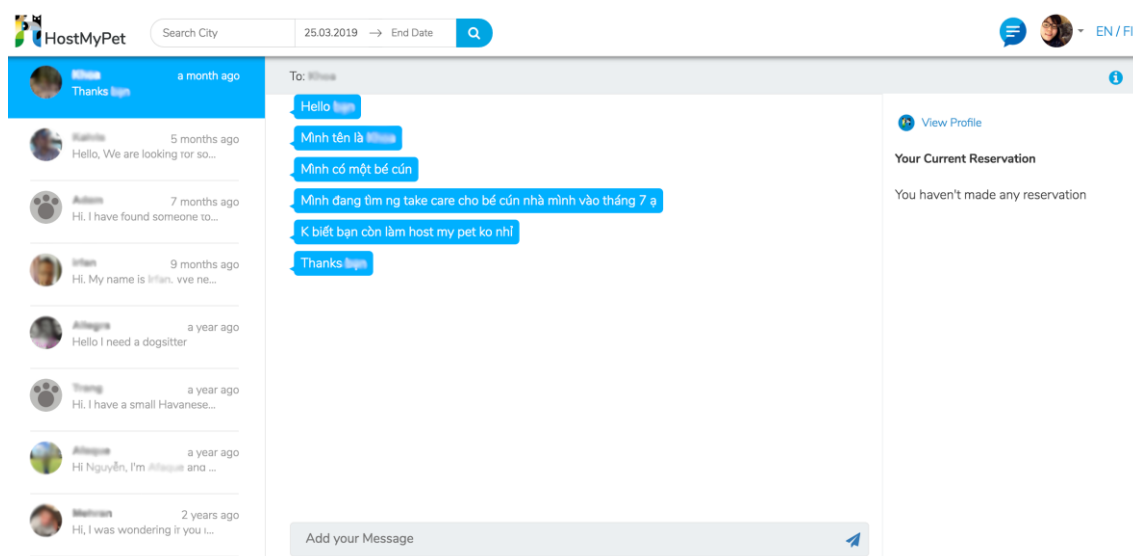 HostMyPet
Search City
25.03.2019 → End Date
EN / FI
a month ago
Thanks
5 months ago
Hello, We are looking for so...
7 months ago
Hi. I have found someone to...
9 months ago
Hi. My name is Irfan, we ne...
a year ago
Hello I need a dogsitter
a year ago
Hi. I have a small Havanese...
a year ago
Hi Nguyễn, I'm and ...
2 years ago
Hi, I was wondering if you ...
To:
Hello
Mình tên là
Mình có một bé cún
Mình đang tìm ng take care cho bé cún nhà mình vào tháng 7 ạ
K biết bạn còn làm host my pet ko nhỉ
Thanks
Add your Message
View Profile
Your Current Reservation
You haven't made any reservation